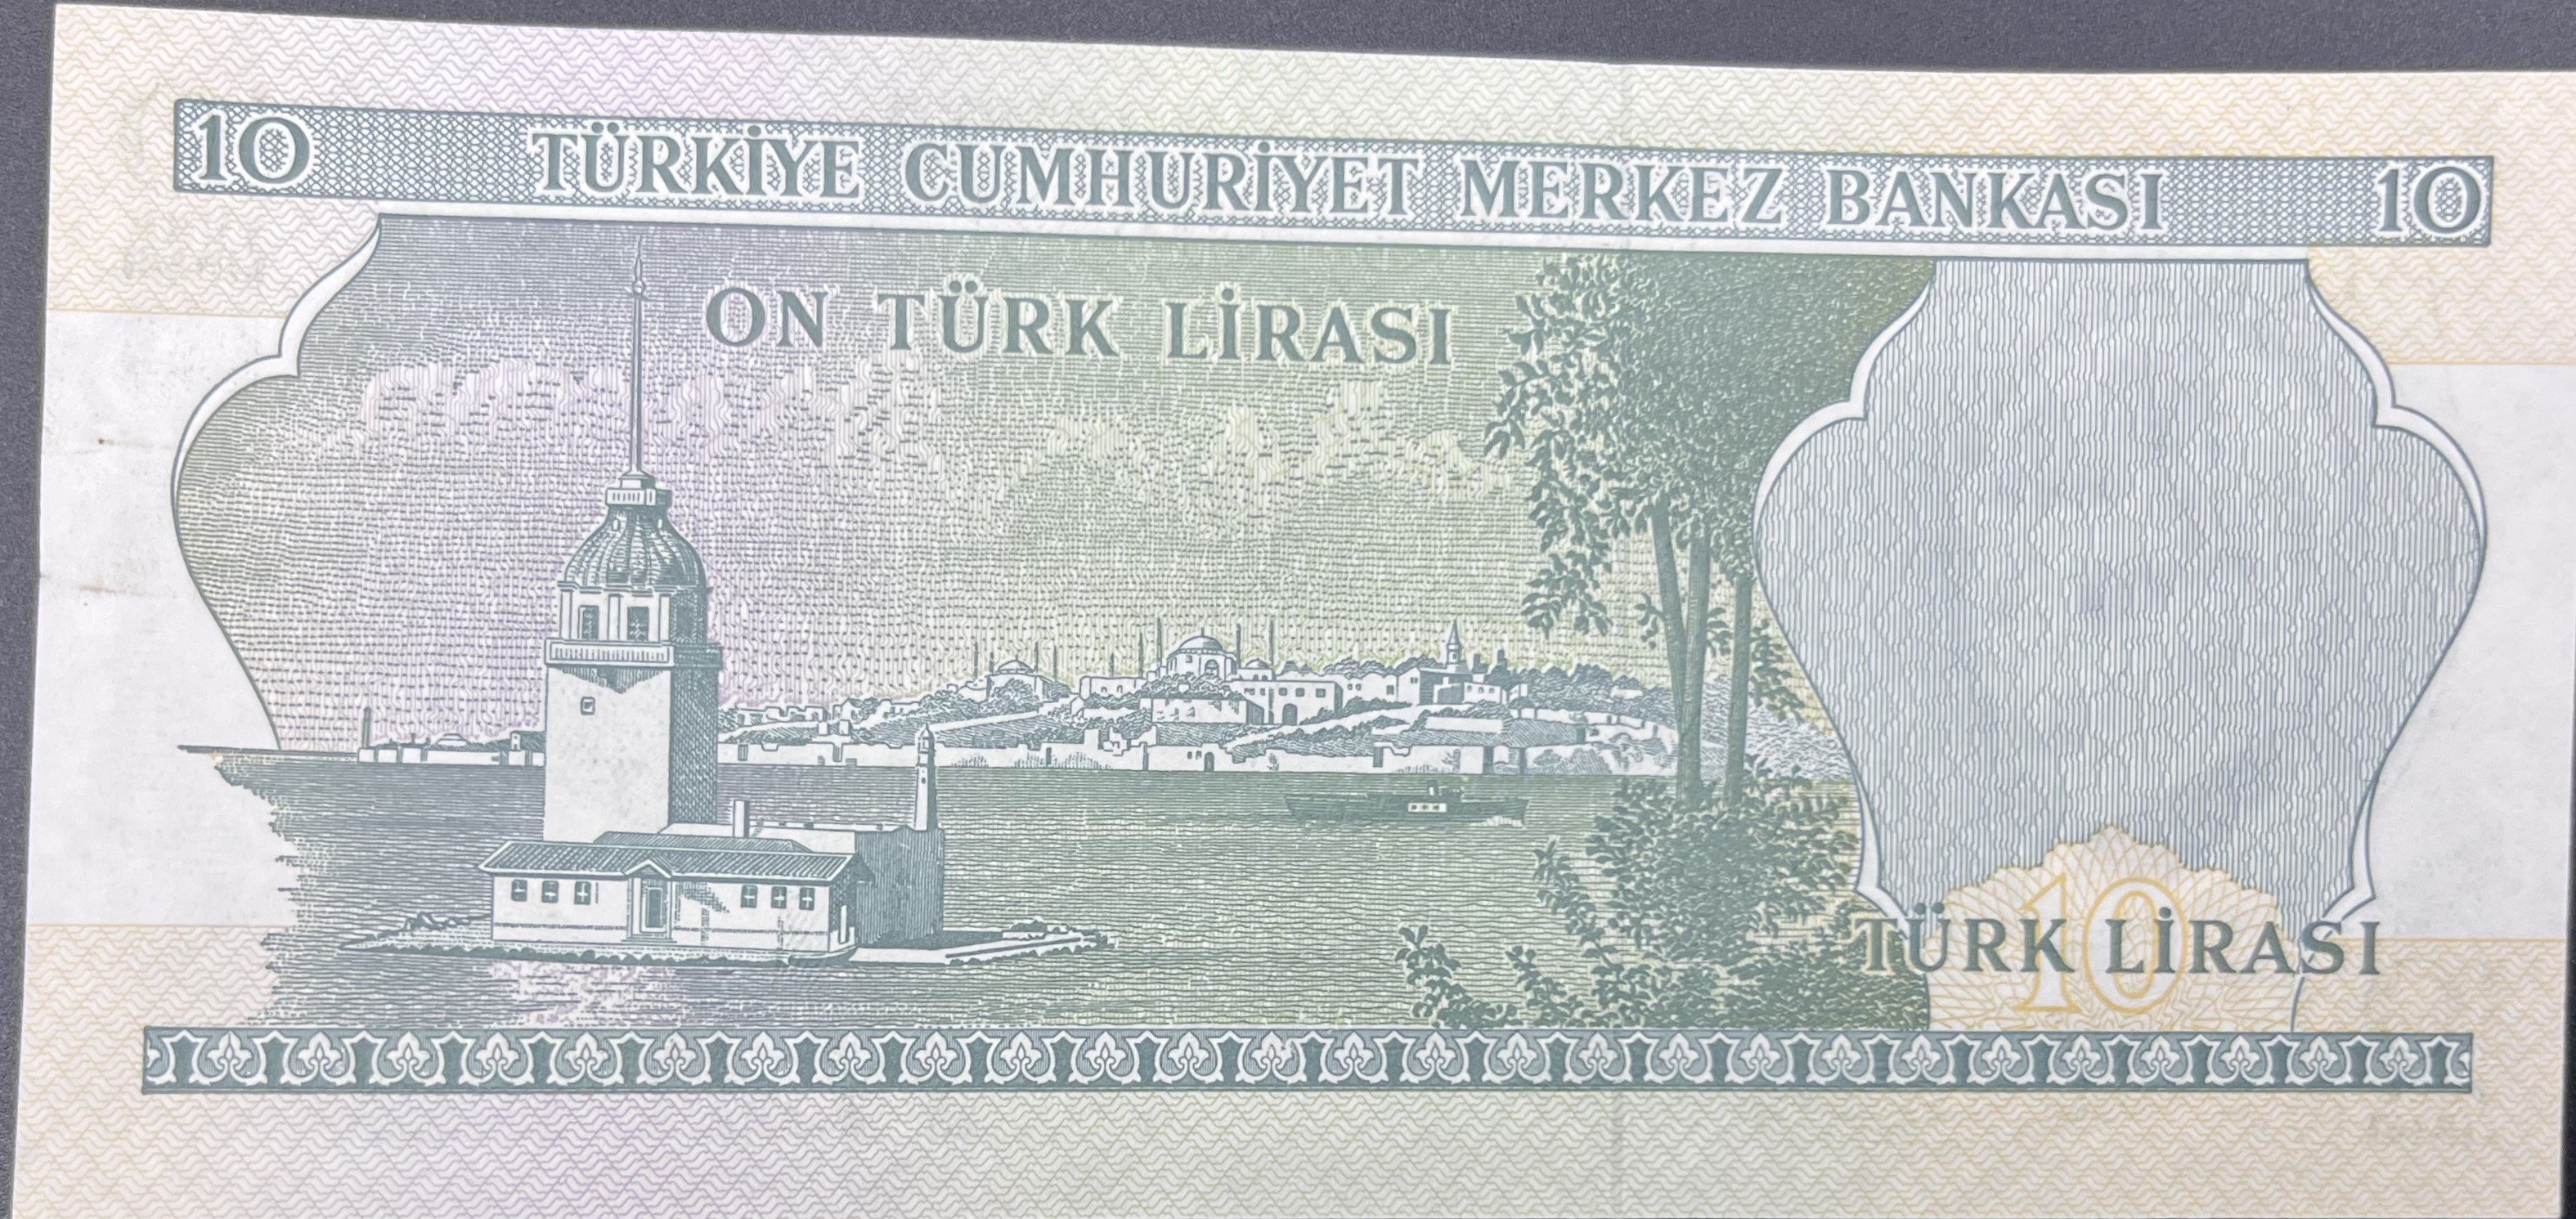 10 TÜRKİYE CUMHURİYET MERKEZ BANKASI 10
ON TÜRK LİRASI
10
TÜRK LİRASI